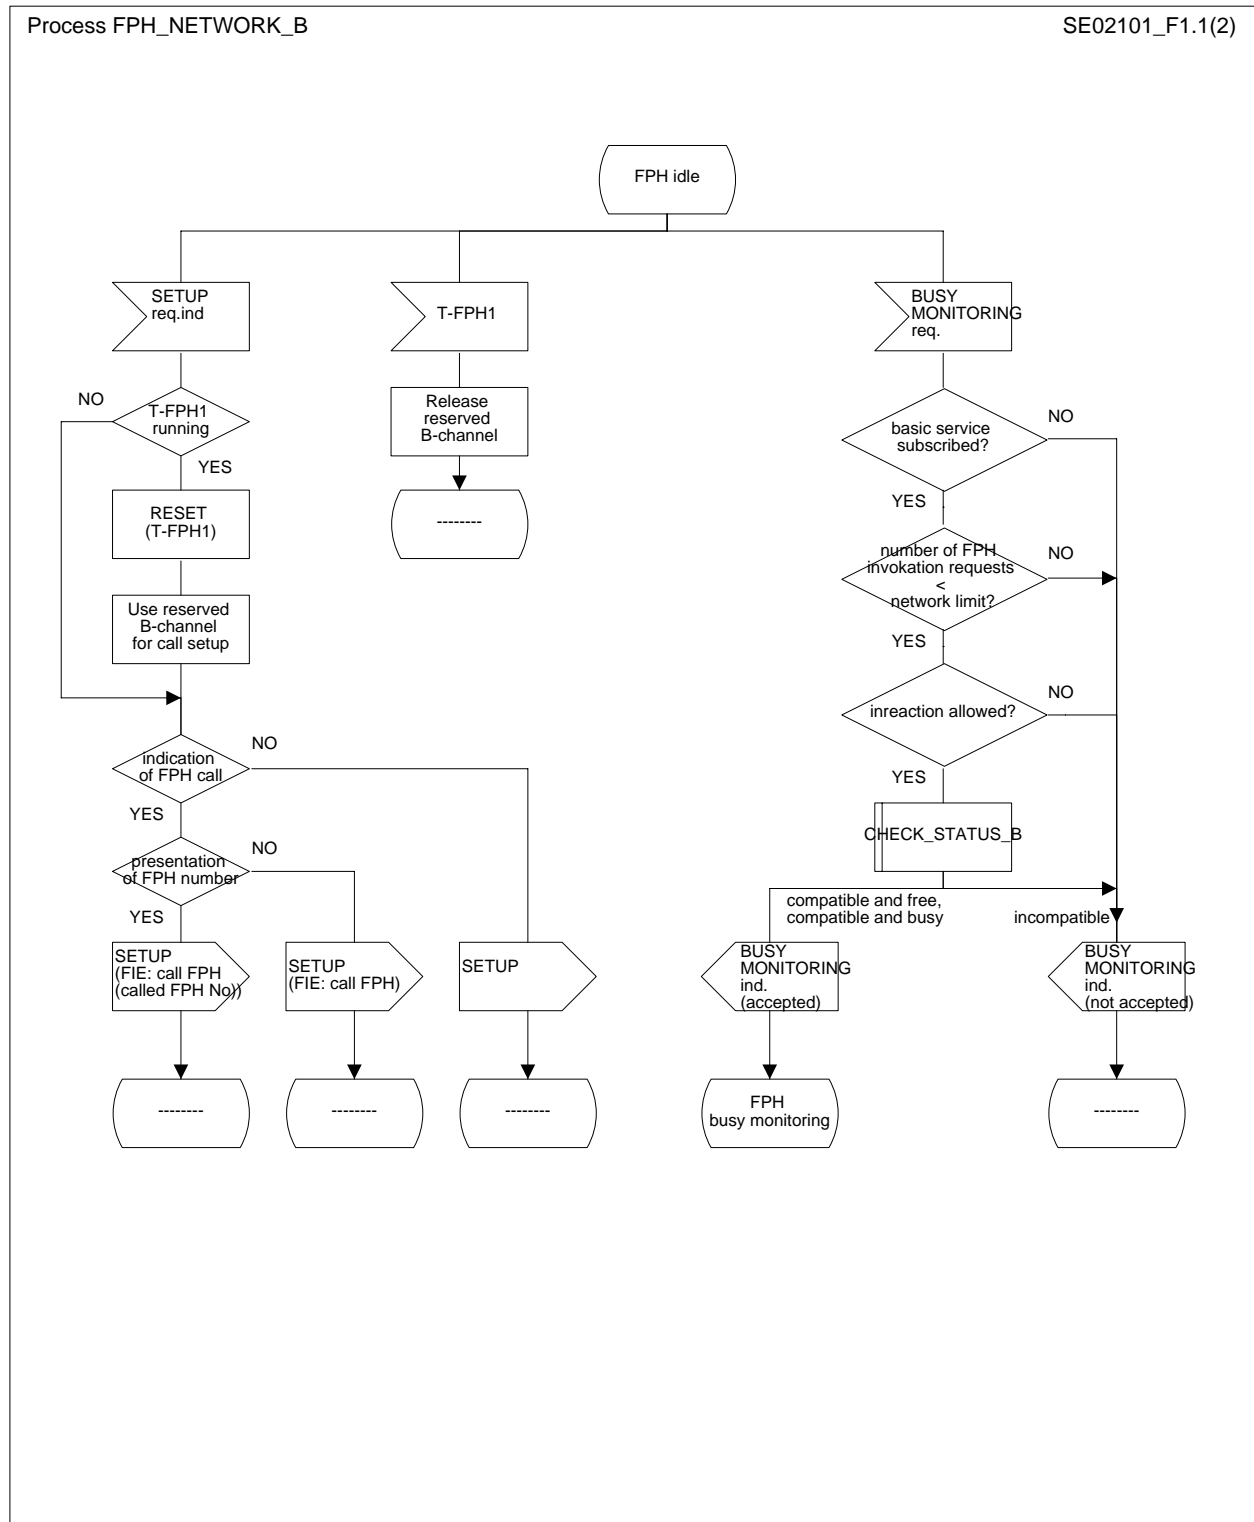 Process FPH_NETWORK_B
SE02101_F1.1(2)
FPH idle
SETUP
req.ind
T-FPH1
BUSY
MONITORING
req.
NO
T-FPH1
running
YES
Release
reserved
B-channel
basic service
subscribed?
NO
YES
RESET
(T-FPH1)
--------
number of FPH
invokation requests
<
network limit?
NO
YES
Use reserved
B-channel
for call setup
inreaction allowed?
NO
YES
indication
of FPH call
NO
YES
CHECK_STATUS_B
presentation
of FPH number
NO
YES
compatible and free,
compatible and busy
incompatible
SETUP
(FIE: call FPH
(called FPH No))
SETUP
(FIE: call FPH)
SETUP
BUSY
MONITORING
ind.
(accepted)
BUSY
MONITORING
ind.
(not accepted)
--------
--------
--------
FPH
busy monitoring
--------